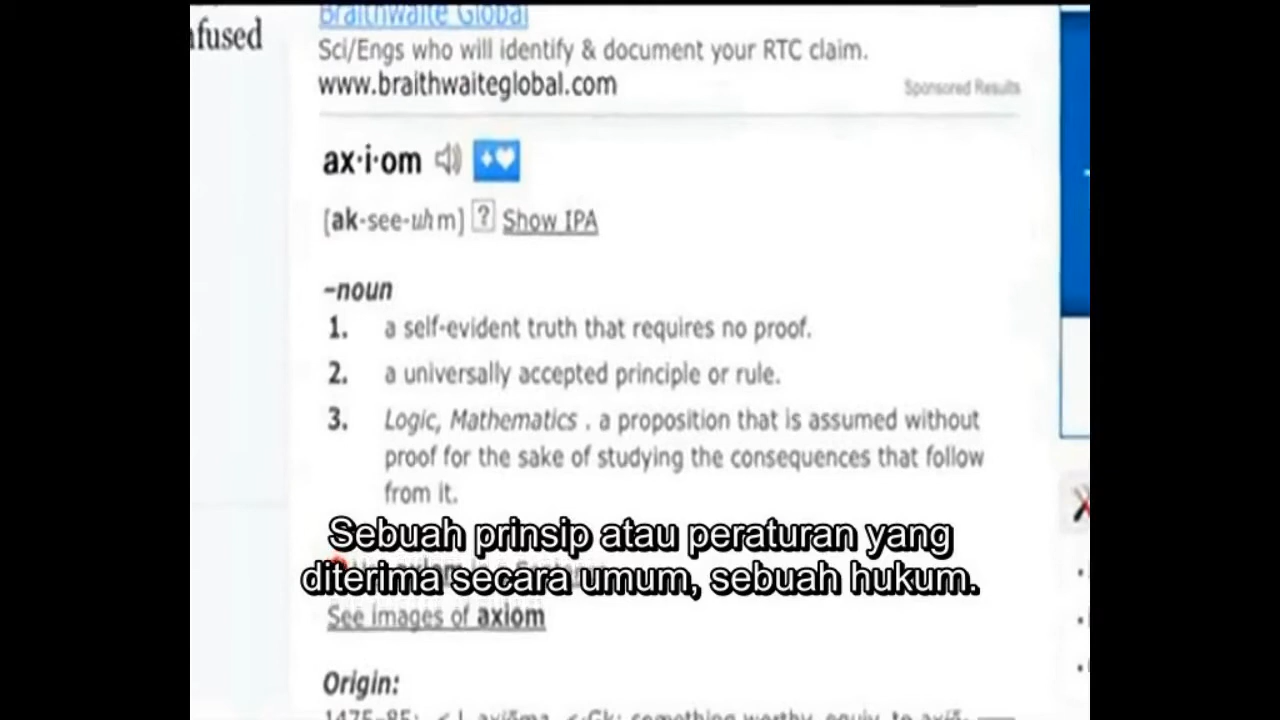 Braithwaite Global
nfused
Sci/Engs who will identify & document your RTC claim.
www.braithwaiteglobal.com
Sponsored Results
ax·i·om
[ak-see-uhm] ? Show IPA
–noun
1. a self-evident truth that requires no proof.
2. a universally accepted principle or rule.
3. Logic, Mathematics . a proposition that is assumed without
proof for the sake of studying the consequences that follow
from it.
Sebuah prinsip atau peraturan yang
diterima secara umum, sebuah hukum.
See images of axiom
Origin: